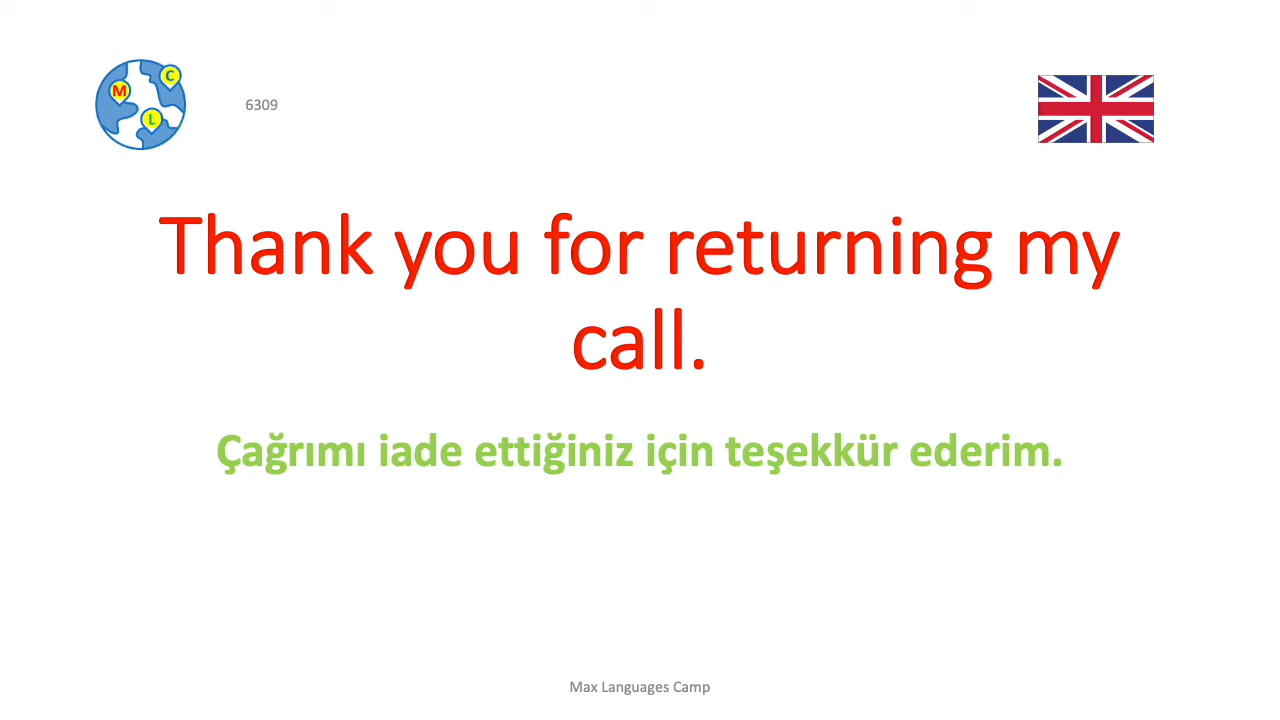 M
C
L
6309
Thank you for returning my
call.
Çağrımı iade ettiğiniz için teşekkür ederim.
Max Languages Camp